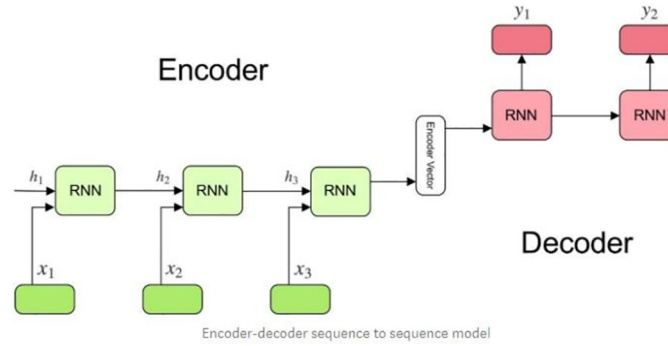 y1 y2
Encoder
RNN RNN
Encoder Vector
h1 RNN h2 RNN h3 RNN
Decoder
x1 x2 x3
Encoder-decoder sequence to sequence model